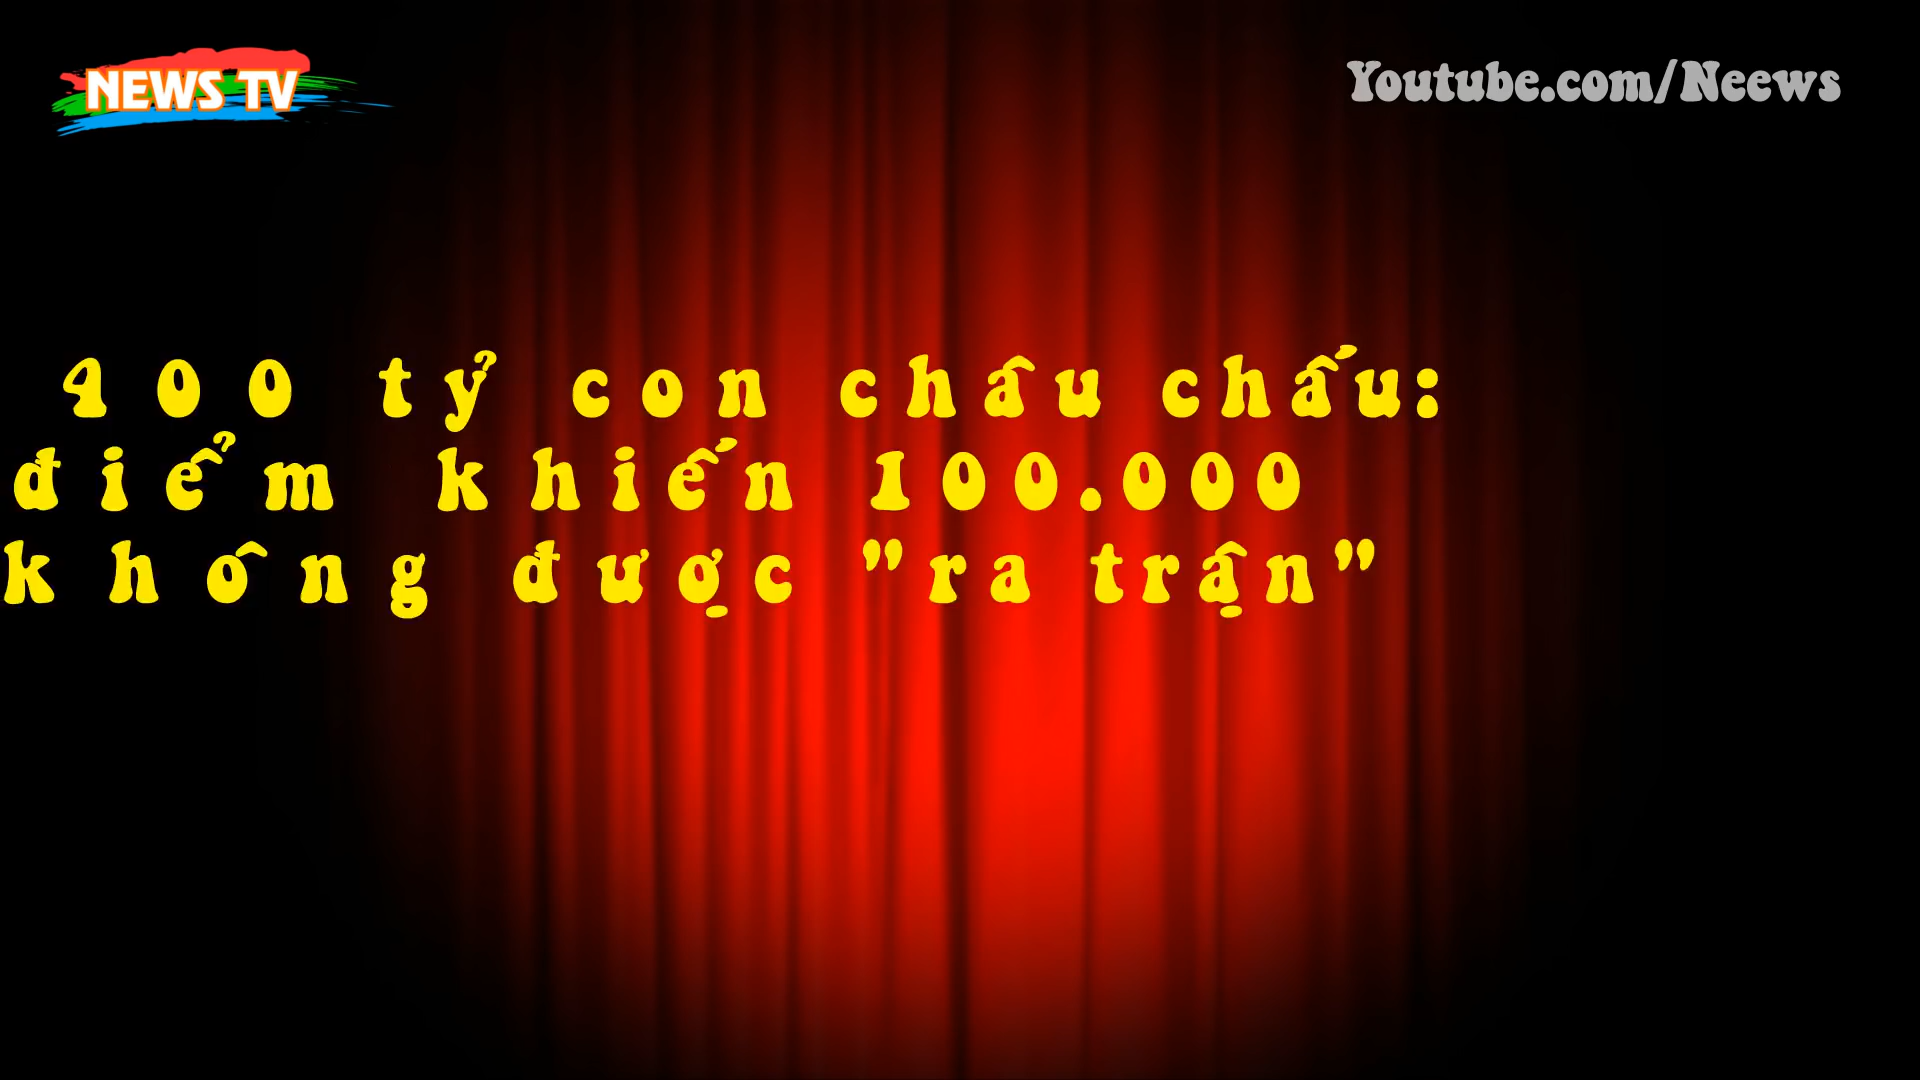 NEWS TV
Youtube.com/Neews
400 tỷ con châu chấu:
điểm khiến 100.000
không được "ra trận"